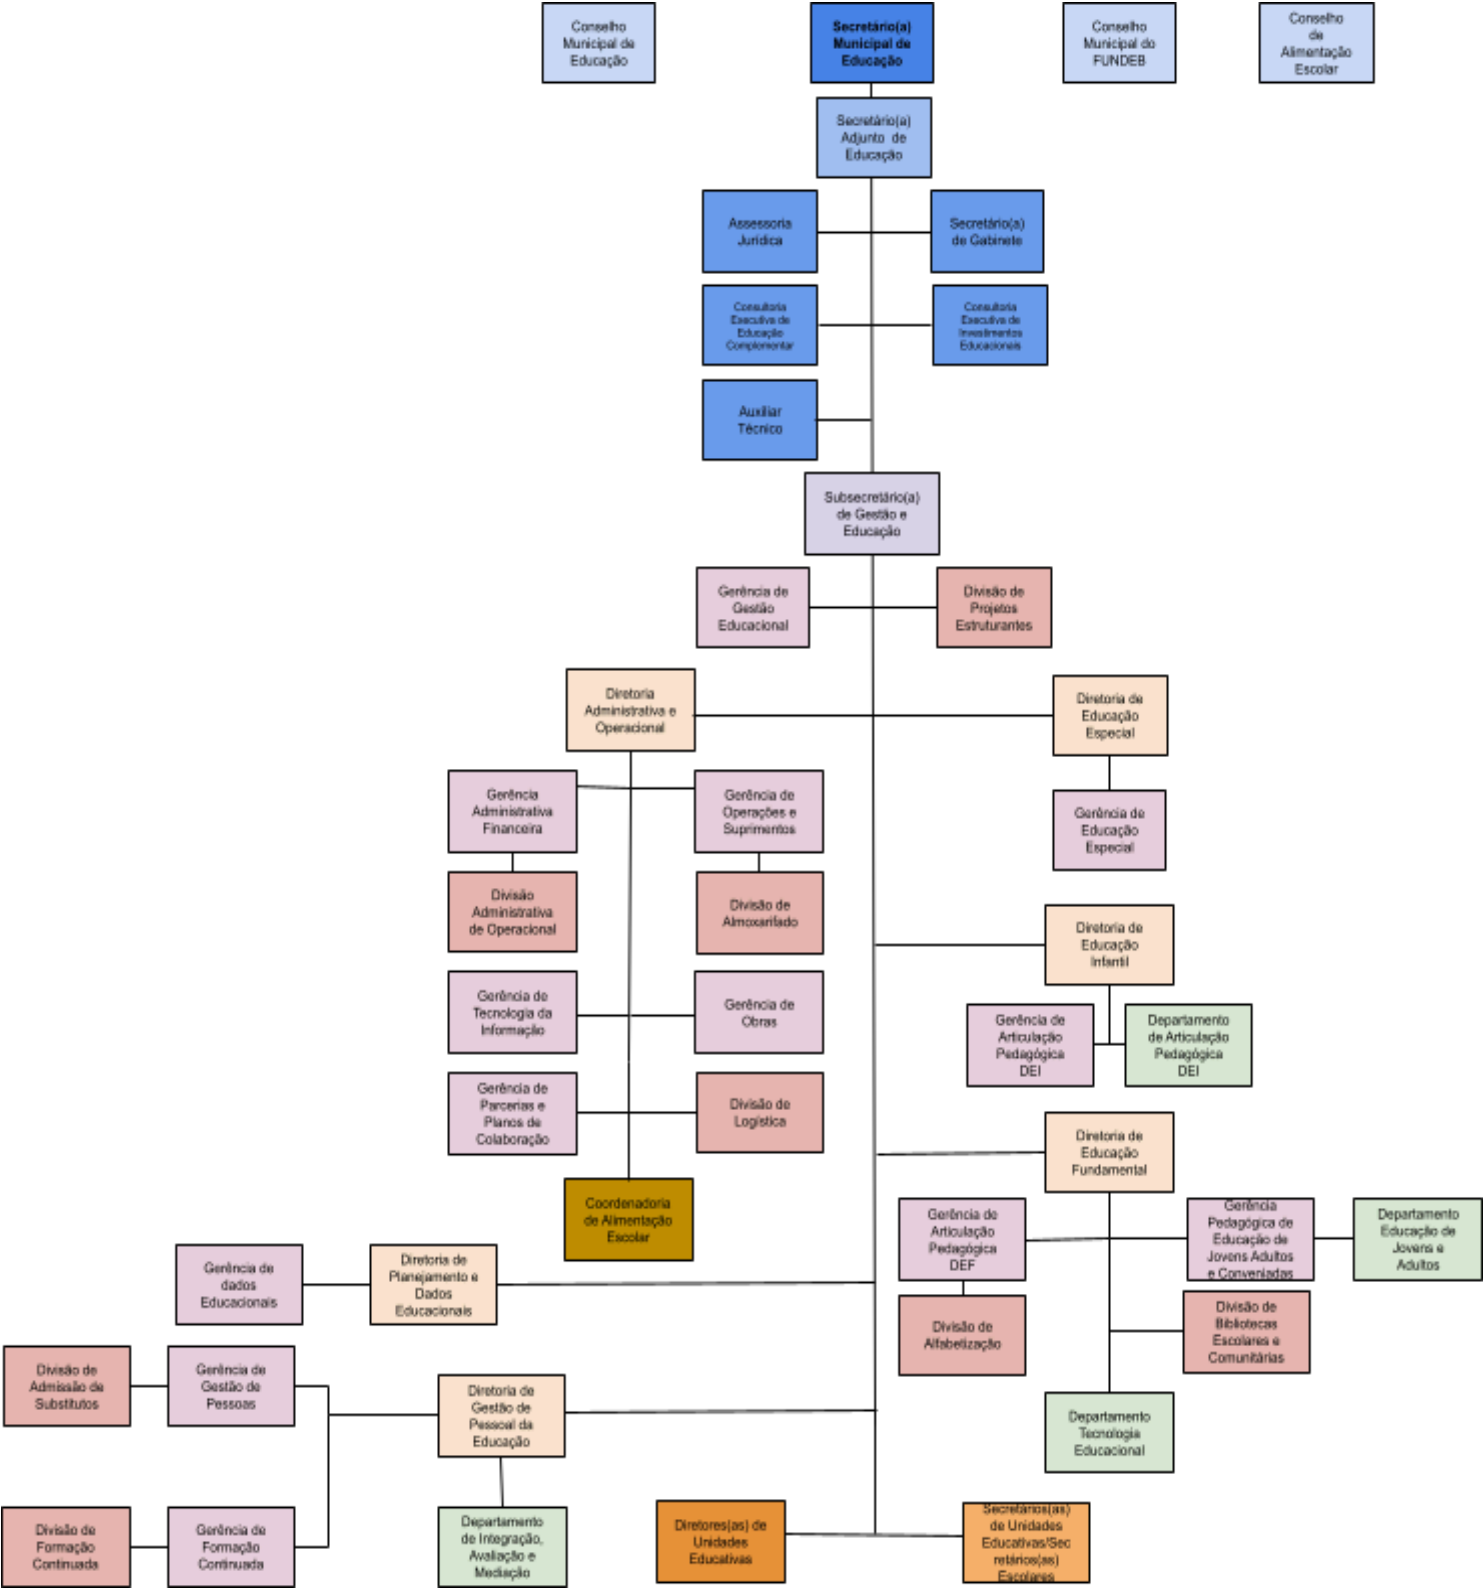 Conselho
Municipal de
Educação
Secretário(a)
Municipal de
Educação
Conselho
Municipal do
FUNDEB
Conselho
de
Alimentação
Escolar
Secretário(a)
Adjunto de
Educação
Assessoria
Jurídica
Secretário(a)
de Gabinete
Consultoria
Executiva de
Educação
Complementar
Consultoria
Executiva de
Investimentos
Educacionais
Auxiliar
Técnico
Subsecretário(a)
de Gestão e
Educação
Gerência de
Gestão
Educacional
Divisão de
Projetos
Estruturantes
Diretoria
Administrativa e
Operacional
Diretoria de
Educação
Especial
Gerência
Administrativa
Financeira
Gerência de
Operações e
Suprimentos
Gerência de
Educação
Especial
Divisão
Administrativa
de Operacional
Divisão de
Almoxarifado
Diretoria de
Educação
Infantil
Gerência de
Tecnologia da
Informação
Gerência de
Obras
Gerência de
Articulação
Pedagógica
DEI
Departamento
de Articulação
Pedagógica
DEI
Gerência de
Parcerias e
Planos de
Colaboração
Divisão de
Logística
Diretoria de
Educação
Fundamental
Coordenadoria
de Alimentação
Escolar
Gerência de
Articulação
Pedagógica
DEF
Gerência
Pedagógica de
Educação de
Jovens Adultos
e Conveniadas
Departamento
Educação de
Jovens e
Adultos
Gerência de
dados
Educacionais
Diretoria de
Planejamento e
Dados
Educacionais
Divisão de
Alfabetização
Divisão de
Bibliotecas
Escolares e
Comunitárias
Divisão de
Admissão de
Substitutos
Gerência de
Gestão de
Pessoas
Diretoria de
Gestão de
Pessoal da
Educação
Departamento
Tecnologia
Educacional
Divisão de
Formação
Continuada
Gerência de
Formação
Continuada
Departamento
de Integração,
Avaliação e
Mediação
Diretores(as) de
Unidades
Educativas
Secretários(as)
de Unidades
Educativas/Sec
retários(as)
Escolares